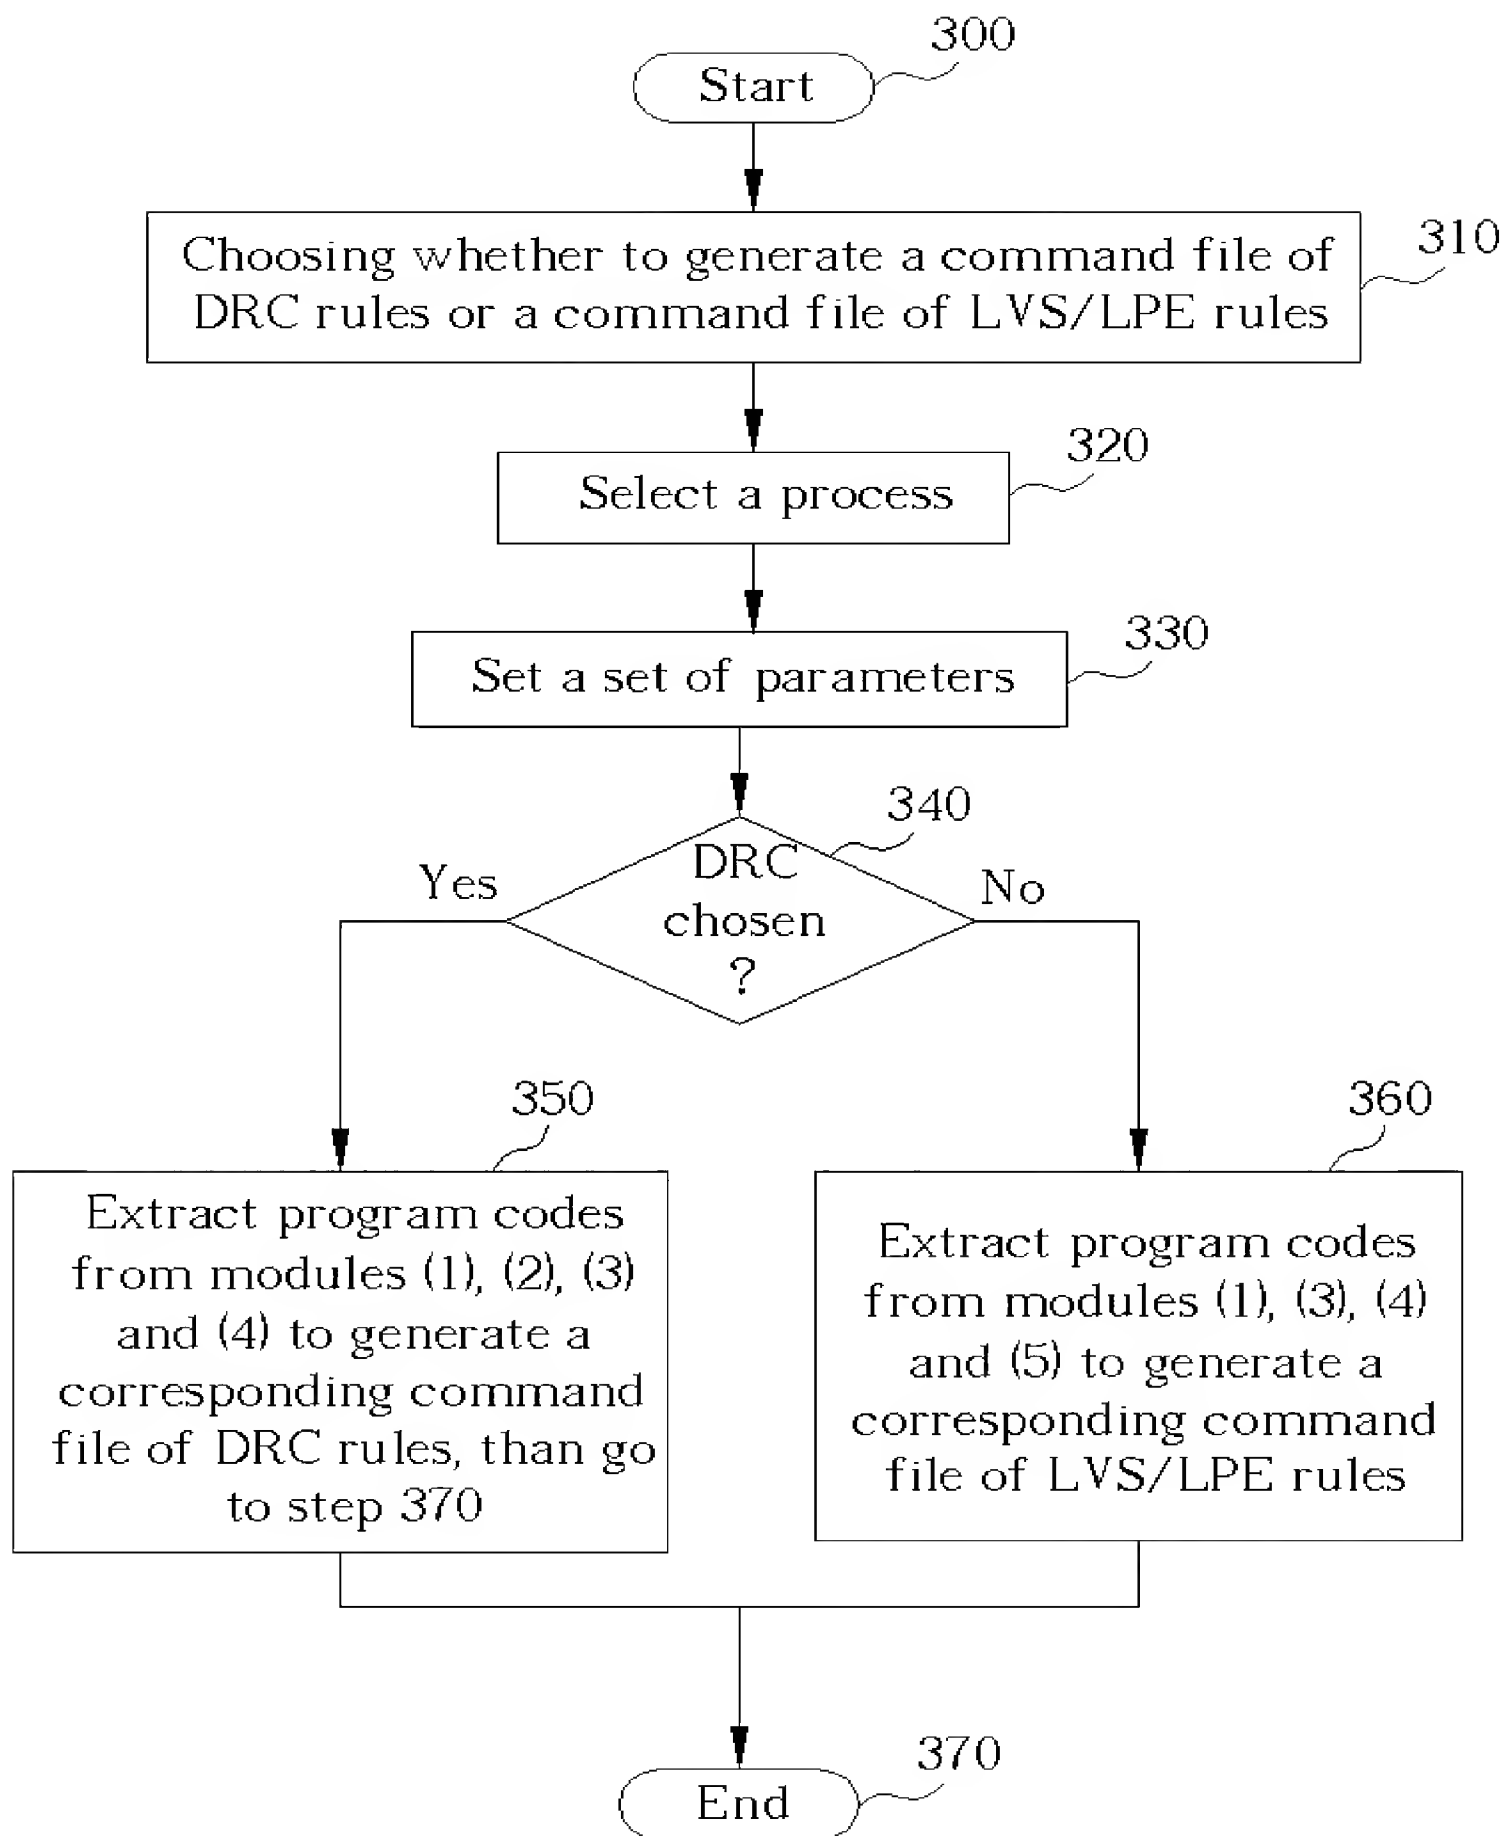 300
Start
310
Choosing whether to generate a command file of
DRC rules or a command file of LVS/LPE rules
320
Select a process
330
Set a set of parameters
340
DRC
chosen
?
Yes
No
350
Extract program codes
from modules (1), (2), (3)
and (4) to generate a
corresponding command
file of DRC rules, than go
to step 370
360
Extract program codes
from modules (1), (3), (4)
and (5) to generate a
corresponding command
file of LVS/LPE rules
370
End